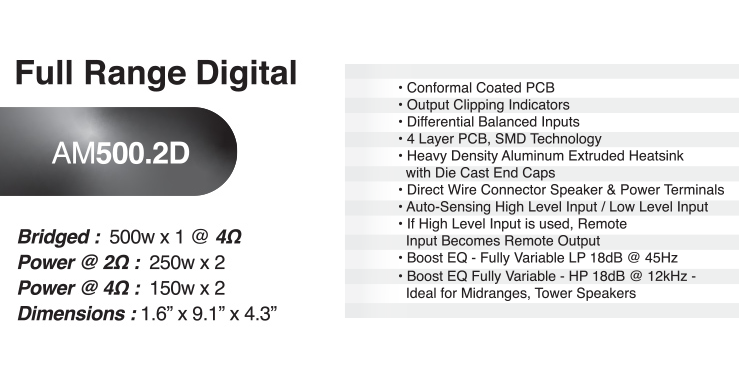 Full Range Digital
AM500.2D
Bridged : 500w x 1 @ 4Ω
Power @ 2Ω : 250w x 2
Power @ 4Ω : 150w x 2
Dimensions : 1.6” x 9.1” x 4.3”
• Conformal Coated PCB
• Output Clipping Indicators
• Differential Balanced Inputs
• 4 Layer PCB, SMD Technology
• Heavy Density Aluminum Extruded Heatsink
with Die Cast End Caps
• Direct Wire Connector Speaker & Power Terminals
• Auto-Sensing High Level Input / Low Level Input
• If High Level Input is used, Remote
Input Becomes Remote Output
• Boost EQ - Fully Variable LP 18dB @ 45Hz
• Boost EQ Fully Variable - HP 18dB @ 12kHz -
Ideal for Midranges, Tower Speakers